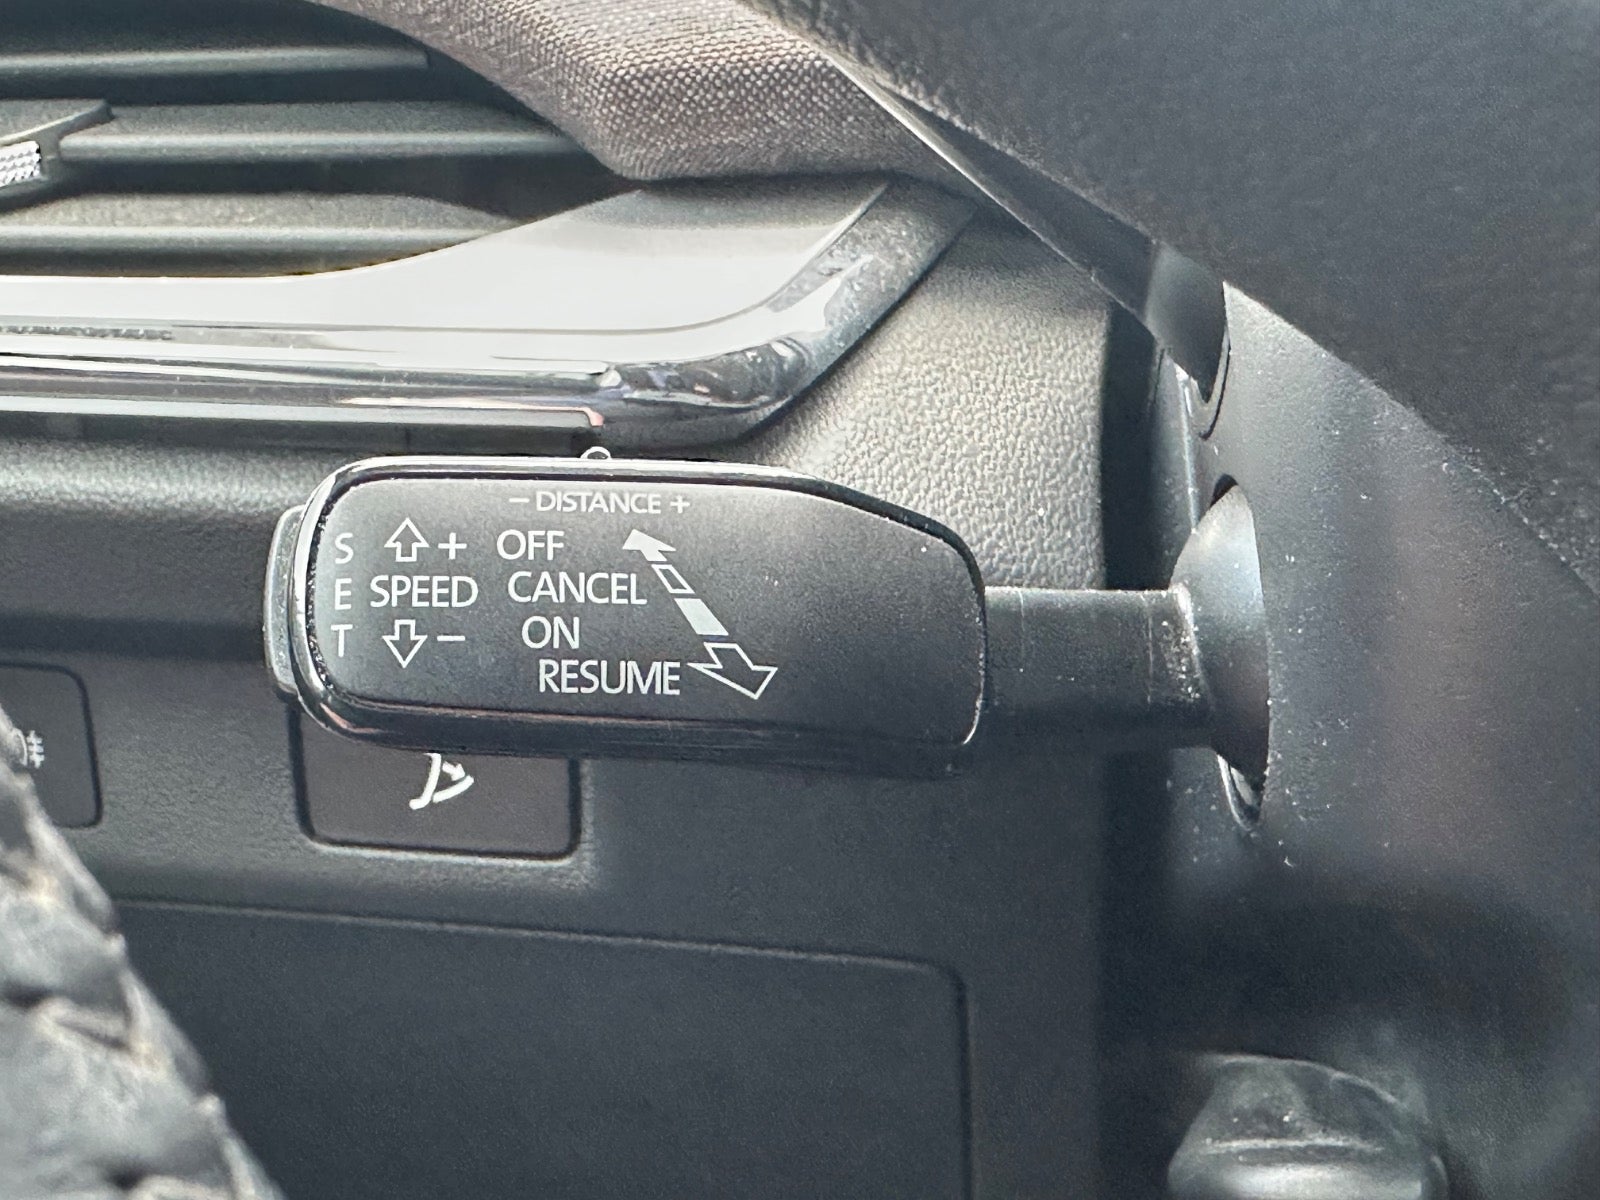 − DISTANCE +
S + OFF
E SPEED CANCEL
T − ON
RESUME